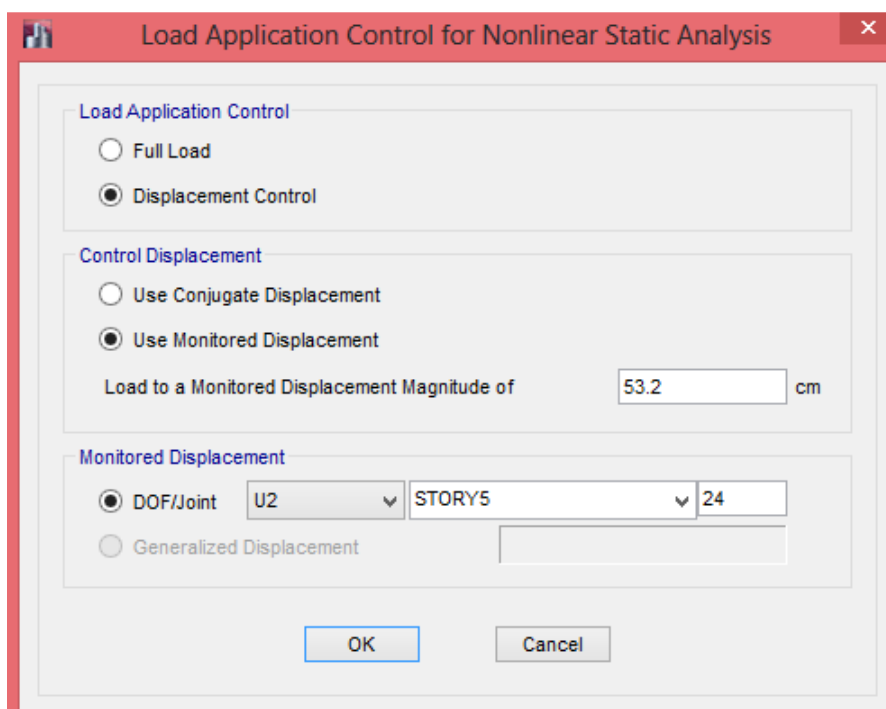 Load Application Control for Nonlinear Static Analysis
Load Application Control
Full Load
Displacement Control
Control Displacement
Use Conjugate Displacement
Use Monitored Displacement
Load to a Monitored Displacement Magnitude of 53.2 cm
Monitored Displacement
DOF/Joint U2 STORY5 24
Generalized Displacement
OK Cancel